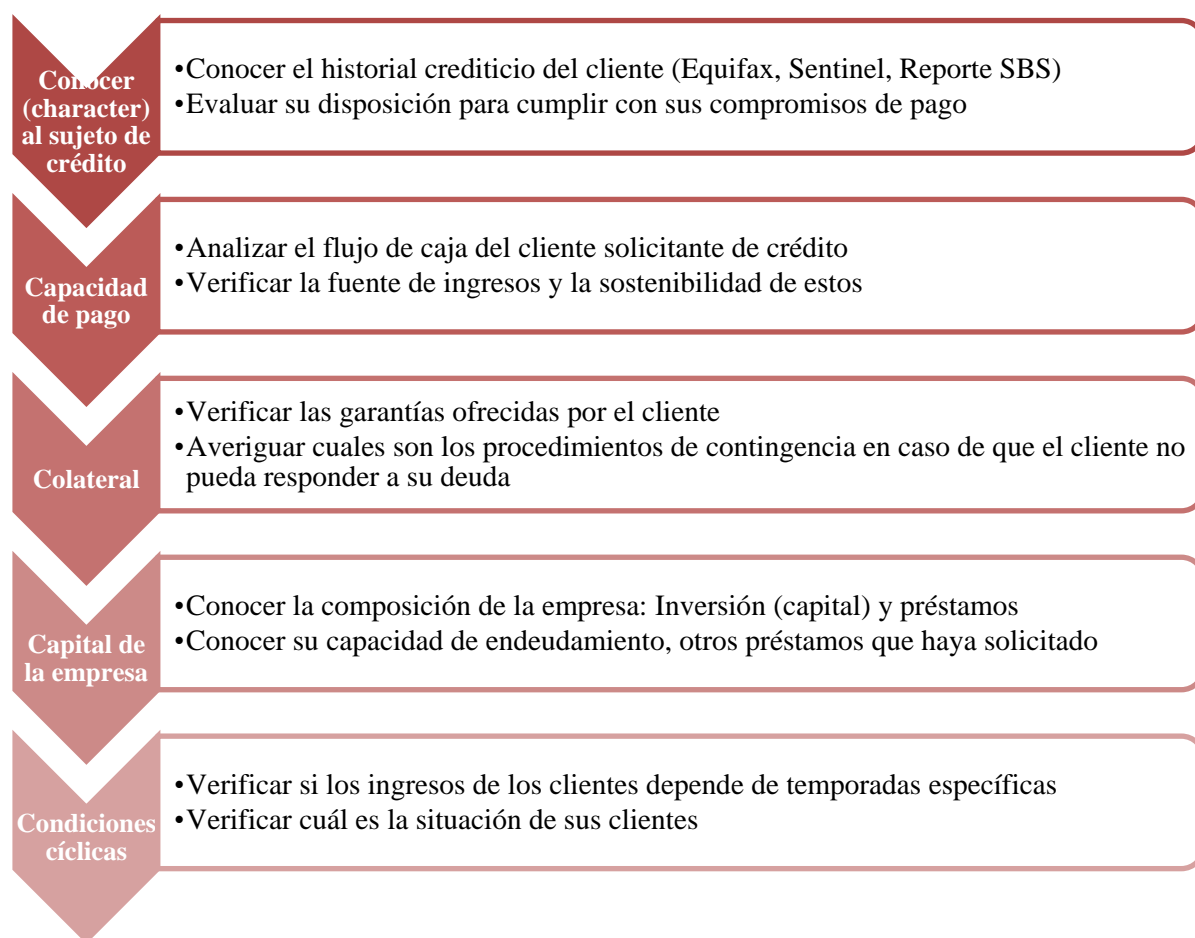 Conocer
(character)
al sujeto de
crédito
•Conocer el historial crediticio del cliente (Equifax, Sentinel, Reporte SBS)
•Evaluar su disposición para cumplir con sus compromisos de pago
Capacidad
de pago
•Analizar el flujo de caja del cliente solicitante de crédito
•Verificar la fuente de ingresos y la sostenibilidad de estos
Colateral
•Verificar las garantías ofrecidas por el cliente
•Averiguar cuales son los procedimientos de contingencia en caso de que el cliente no
pueda responder a su deuda
Capital de
la empresa
•Conocer la composición de la empresa: Inversión (capital) y préstamos
•Conocer su capacidad de endeudamiento, otros préstamos que haya solicitado
Condiciones
cíclicas
•Verificar si los ingresos de los clientes depende de temporadas específicas
•Verificar cuál es la situación de sus clientes